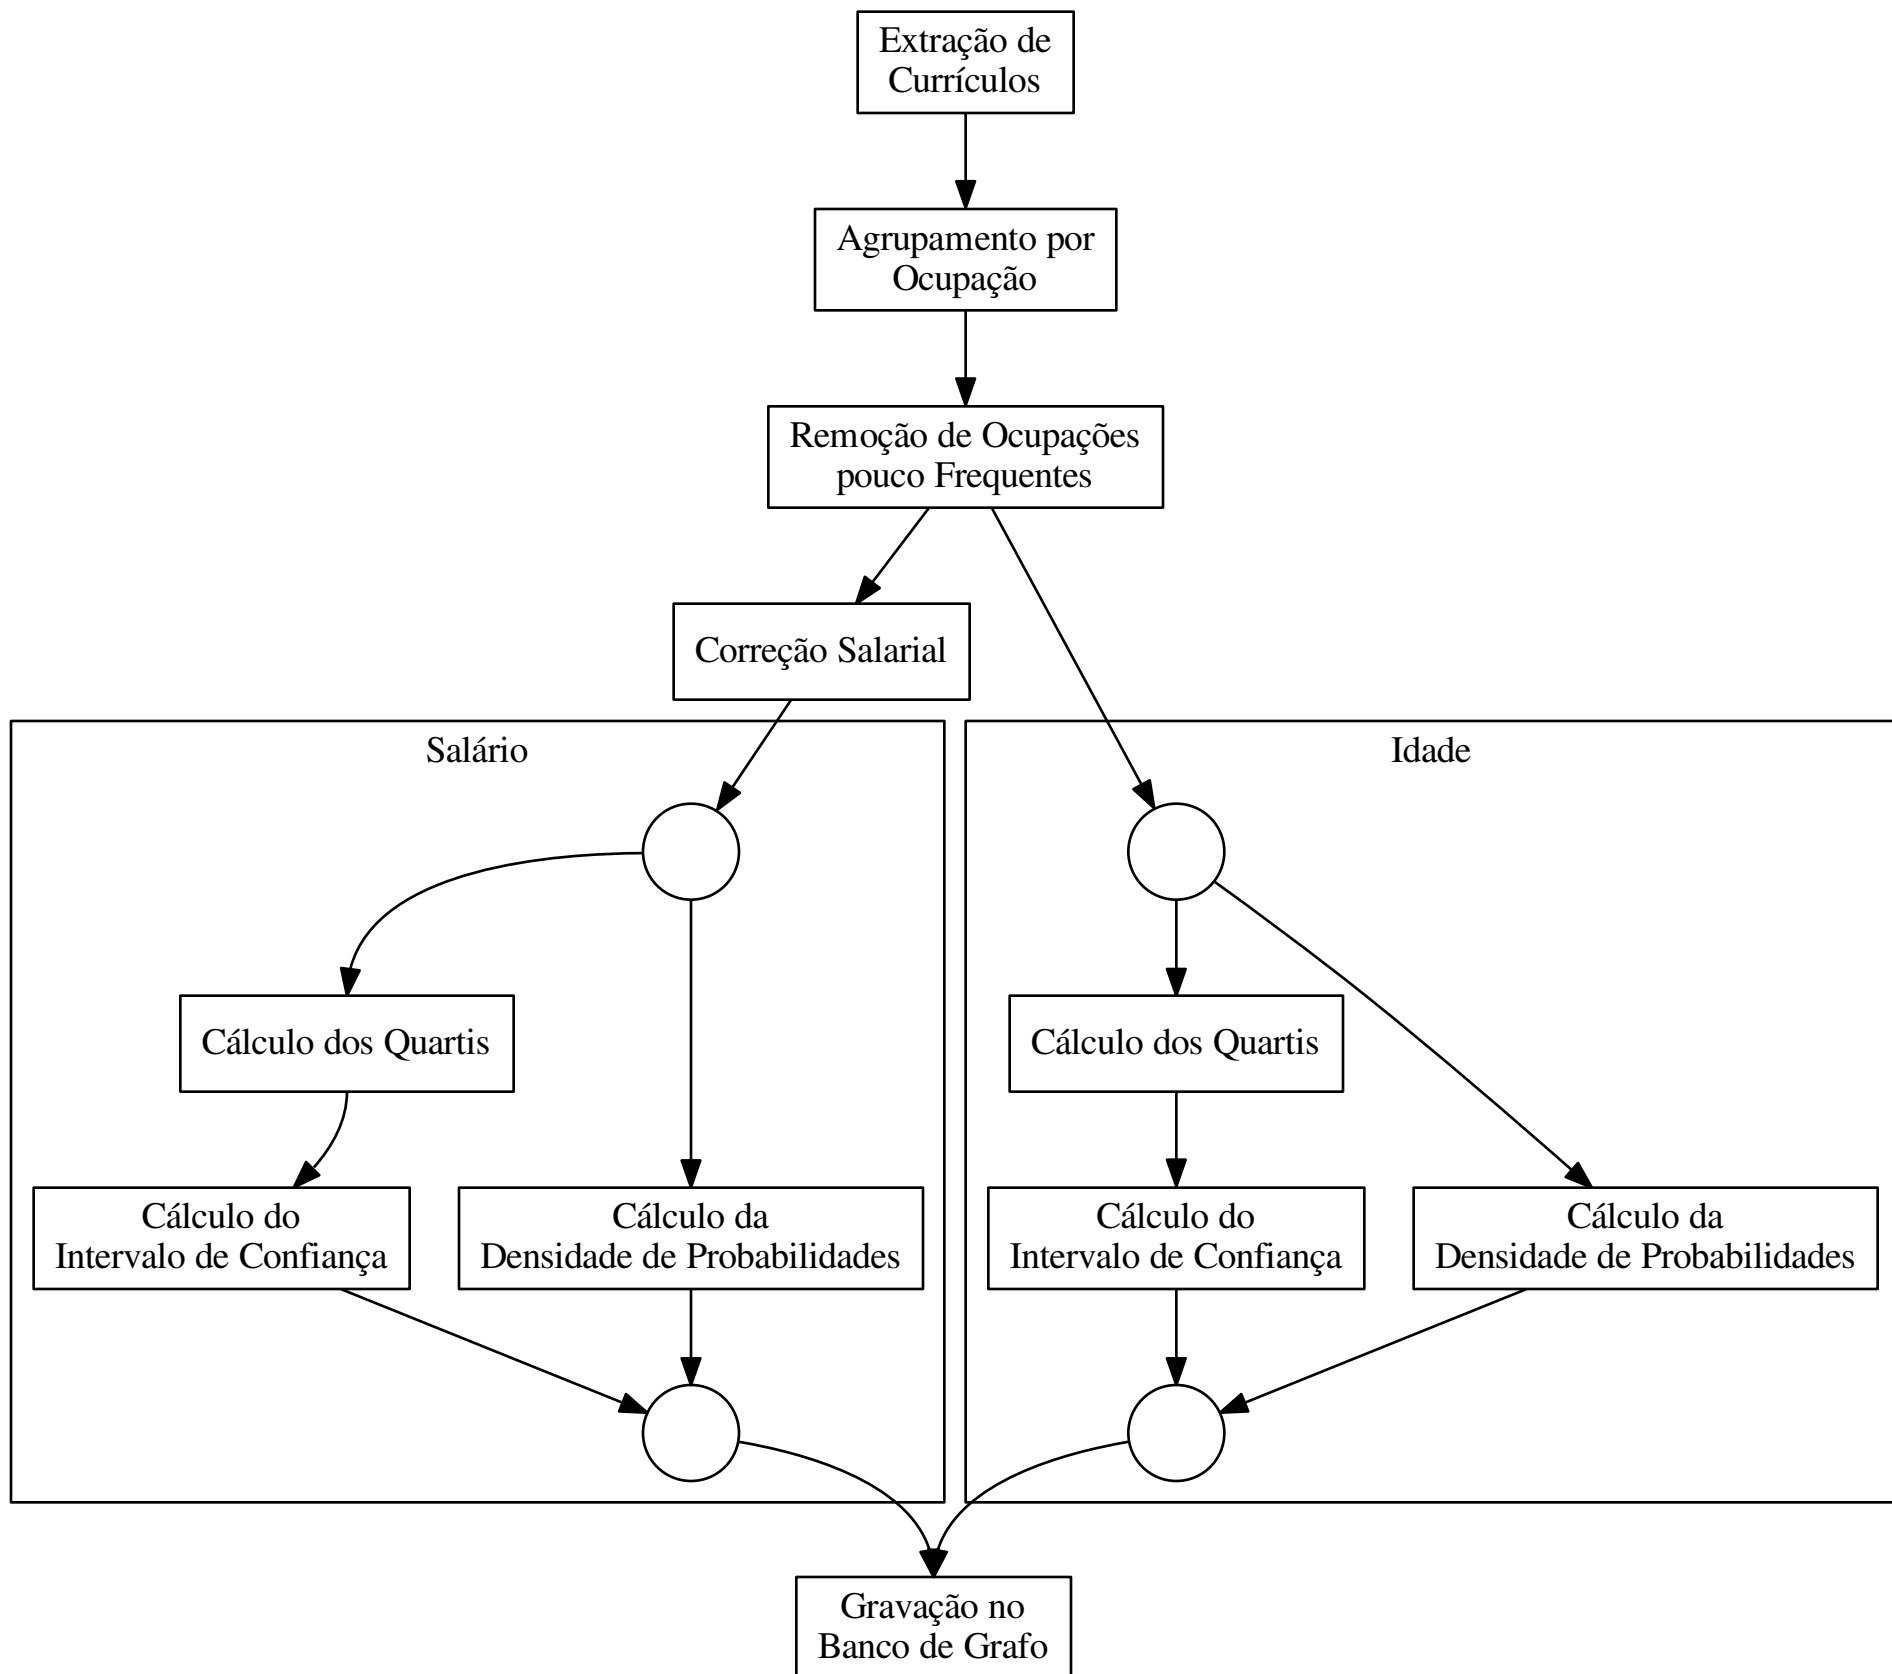 Extração de
Currículos
Agrupamento por
Ocupação
Remoção de Ocupações
pouco Frequentes
Correção Salarial
Salário
Idade
Cálculo dos Quartis
Cálculo dos Quartis
Cálculo do
Intervalo de Confiança
Cálculo da
Densidade de Probabilidades
Cálculo do
Intervalo de Confiança
Cálculo da
Densidade de Probabilidades
Gravação no
Banco de Grafo